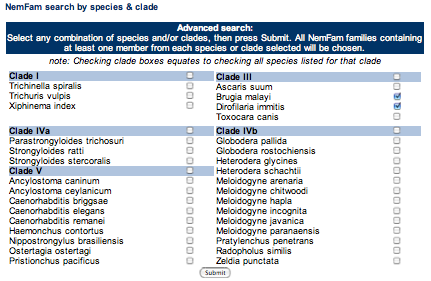 NemFam search by species & clade
Advanced search:
Select any combination of species and/or clades, then press Submit. All NemFam families containing
at least one member from each species or clade selected will be chosen.
note: Checking clade boxes equates to checking all species listed for that clade
Clade I
Trichinella spiralis
Trichuris vulpis
Xiphinema index
Clade III
Ascaris suum
Brugia malayi
Dirofilaria immitis
Toxocara canis
Clade IVa
Parastrongyloides trichosuri
Strongyloides ratti
Strongyloides stercoralis
Clade V
Ancylostoma caninum
Ancylostoma ceylanicum
Caenorhabditis briggsae
Caenorhabditis elegans
Caenorhabditis remanei
Haemonchus contortus
Nippostrongylus brasiliensis
Ostertagia ostertagi
Pristionchus pacificus
Clade IVb
Globodera pallida
Globodera rostochiensis
Heterodera glycines
Heterodera schachtii
Meloidogyne arenaria
Meloidogyne chitwoodi
Meloidogyne hapla
Meloidogyne incognita
Meloidogyne javanica
Meloidogyne paranaensis
Pratylenchus penetrans
Radopholus similis
Zeldia punctata
Submit